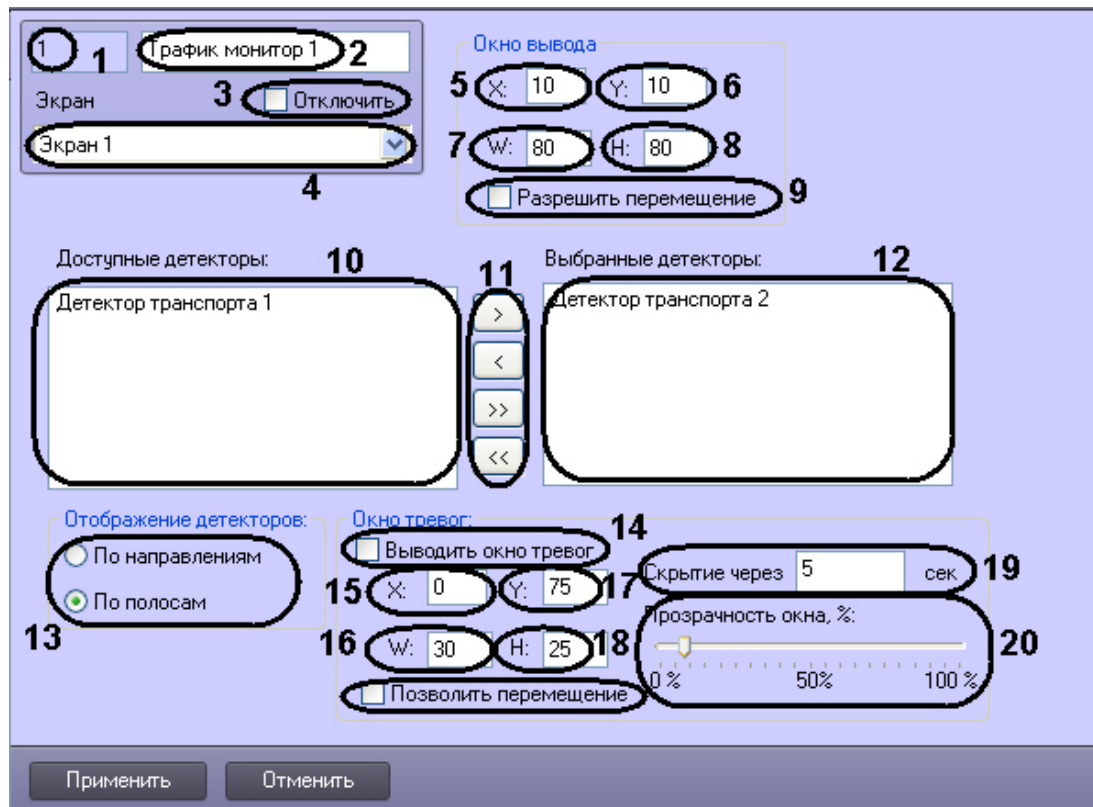 1 1 Трафик монитор 1 2
Экран 3 Отключить
Экран 1
4
Окно вывода
5 X: 10 Y: 10 6
7 W: 80 H: 80 8
Разрешить перемещение 9
Доступные детекторы: 10
Детектор транспорта 1
11
>
<
>>
<<
Выбранные детекторы: 12
Детектор транспорта 2
Отображение детекторов:
По направлениям
По полосам
13
Окно тревог: 14
Выводить окно тревог
15 X: 0 Y: 75 17
16 W: 30 H: 25 18
Позволить перемещение
Скрытие через 5 сек 19
Прозрачность окна, %:
20
0 % 50% 100 %
Применить Отменить